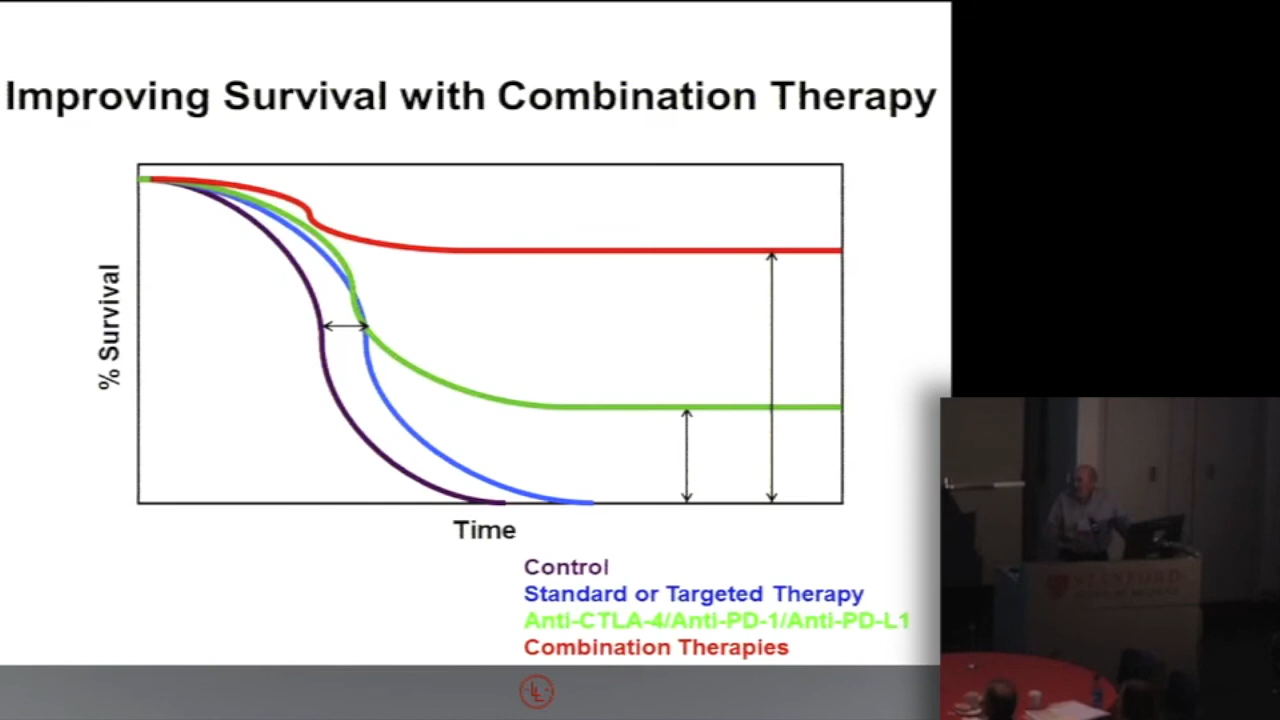 Improving Survival with Combination Therapy
% Survival
Time
Control
Standard or Targeted Therapy
Anti-CTLA-4/Anti-PD-1/Anti-PD-L1
Combination Therapies
STANFORD